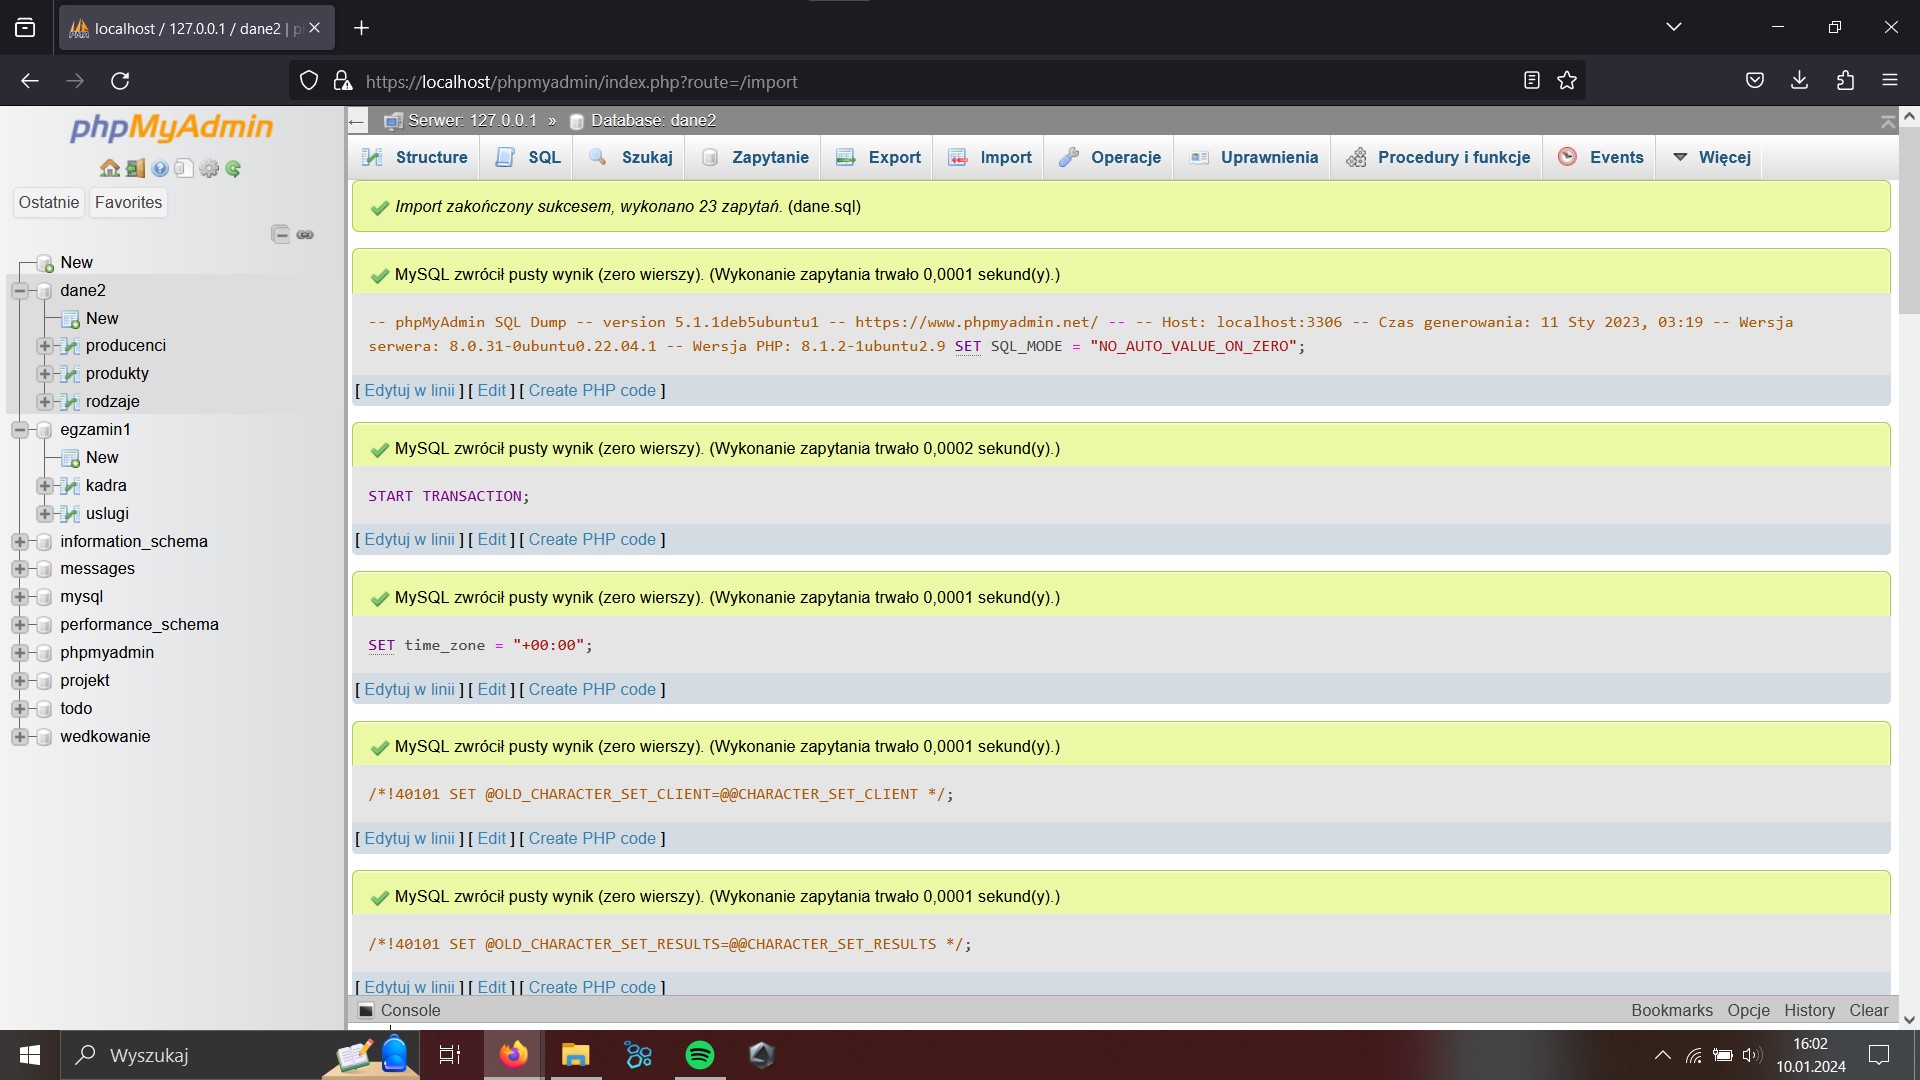 localhost / 127.0.0.1 / dane2 | p
https://localhost/phpmyadmin/index.php?route=/import
phpMyAdmin
Ostatnie
Favorites
New
dane2
New
producenci
produkty
rodzaje
egzamin1
New
kadra
uslugi
information_schema
messages
mysql
performance_schema
phpmyadmin
projekt
todo
wedkowanie
Serwer: 127.0.0.1 » Database: dane2
Structure SQL Szukaj Zapytanie Export Import Operacje Uprawnienia Procedury i funkcje Events Więcej
Import zakończony sukcesem, wykonano 23 zapytań. (dane.sql)
MySQL zwrócił pusty wynik (zero wierszy). (Wykonanie zapytania trwało 0,0001 sekund(y).)
-- phpMyAdmin SQL Dump -- version 5.1.1deb5ubuntu1 -- https://www.phpmyadmin.net/ -- -- Host: localhost:3306 -- Czas generowania: 11 Sty 2023, 03:19 -- Wersja
serwera: 8.0.31-0ubuntu0.22.04.1 -- Wersja PHP: 8.1.2-1ubuntu2.9 SET SQL_MODE = "NO_AUTO_VALUE_ON_ZERO";
[ Edytuj w linii ] [ Edit ] [ Create PHP code ]
MySQL zwrócił pusty wynik (zero wierszy). (Wykonanie zapytania trwało 0,0002 sekund(y).)
START TRANSACTION;
[ Edytuj w linii ] [ Edit ] [ Create PHP code ]
MySQL zwrócił pusty wynik (zero wierszy). (Wykonanie zapytania trwało 0,0001 sekund(y).)
SET time_zone = "+00:00";
[ Edytuj w linii ] [ Edit ] [ Create PHP code ]
MySQL zwrócił pusty wynik (zero wierszy). (Wykonanie zapytania trwało 0,0001 sekund(y).)
/*!40101 SET @OLD_CHARACTER_SET_CLIENT=@@CHARACTER_SET_CLIENT */;
[ Edytuj w linii ] [ Edit ] [ Create PHP code ]
MySQL zwrócił pusty wynik (zero wierszy). (Wykonanie zapytania trwało 0,0001 sekund(y).)
/*!40101 SET @OLD_CHARACTER_SET_RESULTS=@@CHARACTER_SET_RESULTS */;
[ Edytuj w linii ] [ Edit ] [ Create PHP code ]
Console
Bookmarks Opcje History Clear
Wyszukaj
16:02
10.01.2024